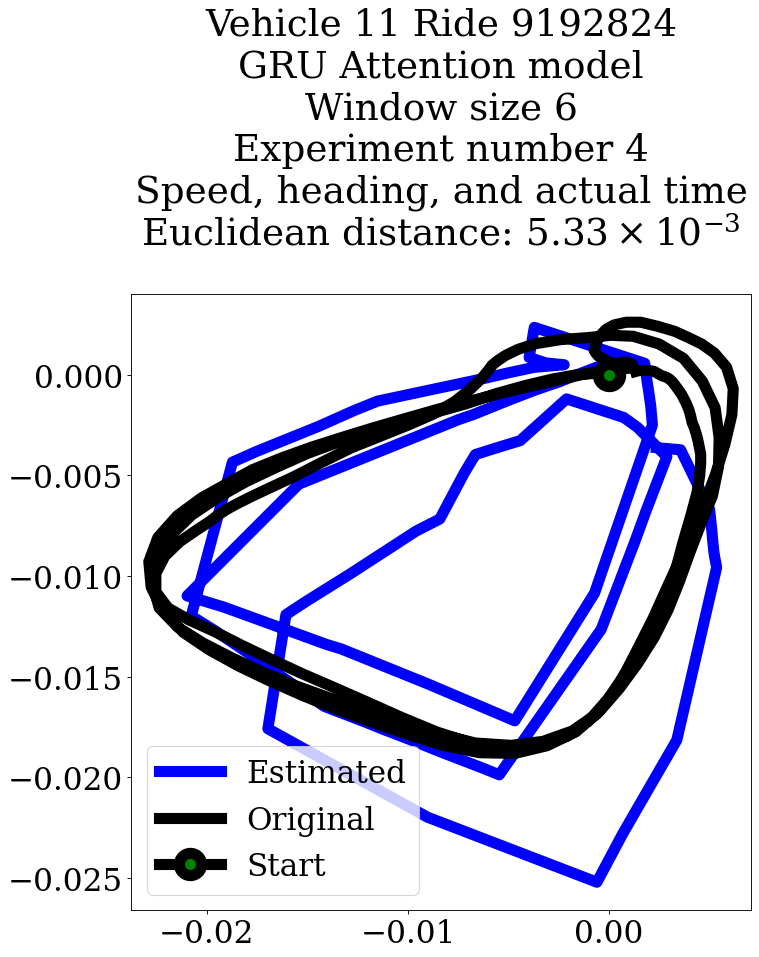 Vehicle 11 Ride 9192824
GRU Attention model
Window size 6
Experiment number 4
Speed, heading, and actual time
Euclidean distance: 5.33 × 10⁻³
0.000
−0.005
−0.010
−0.015
−0.020
−0.025
Estimated
Original
Start
−0.02 −0.01 0.00